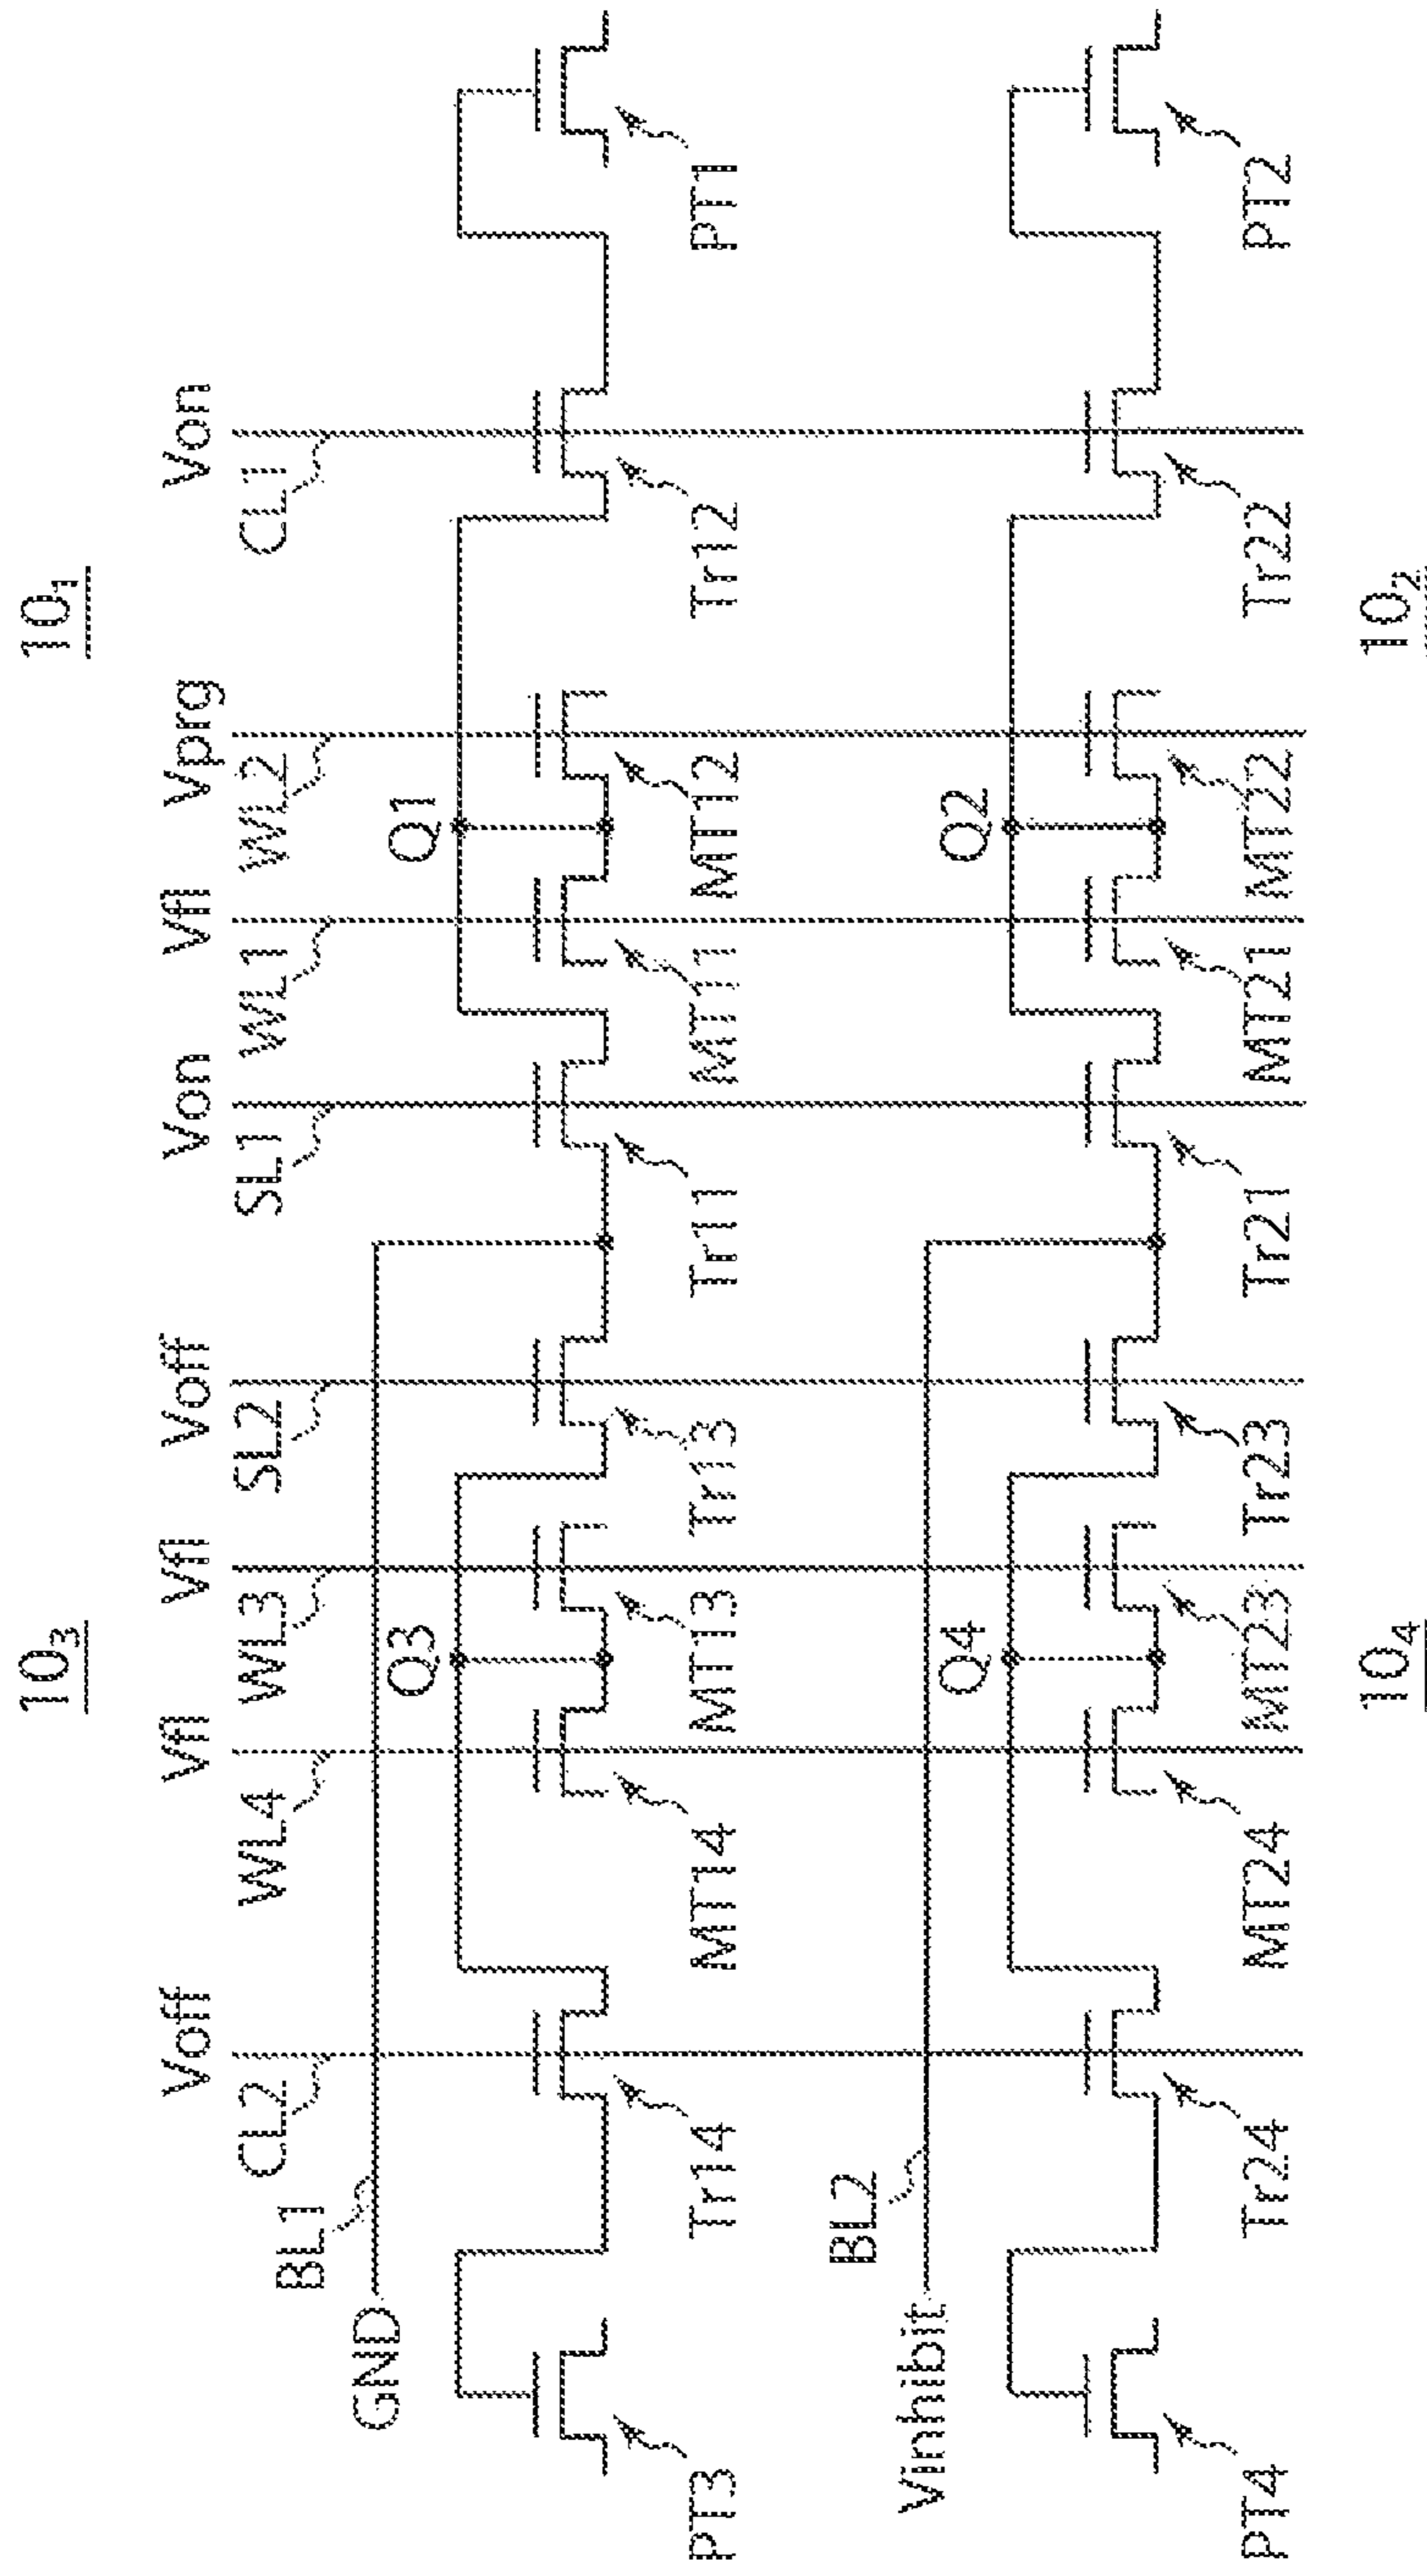 10₃ 10₁
Voff Vfl Vfl Voff Von Vfl Vprg Von
CL2 WL4 WL3 SL2 SL1 WL1 WL2 CL1
BL1
GND
Q3 Q1
PT3 Tr14 MT14 MT13 Tr13 Tr11 MT11 MT12 Tr12 PT1
BL2
Vinhibit
Q4 Q2
PT4 Tr24 MT24 MT23 Tr23 Tr21 MT21 MT22 Tr22 PT2
10₄ 10₂